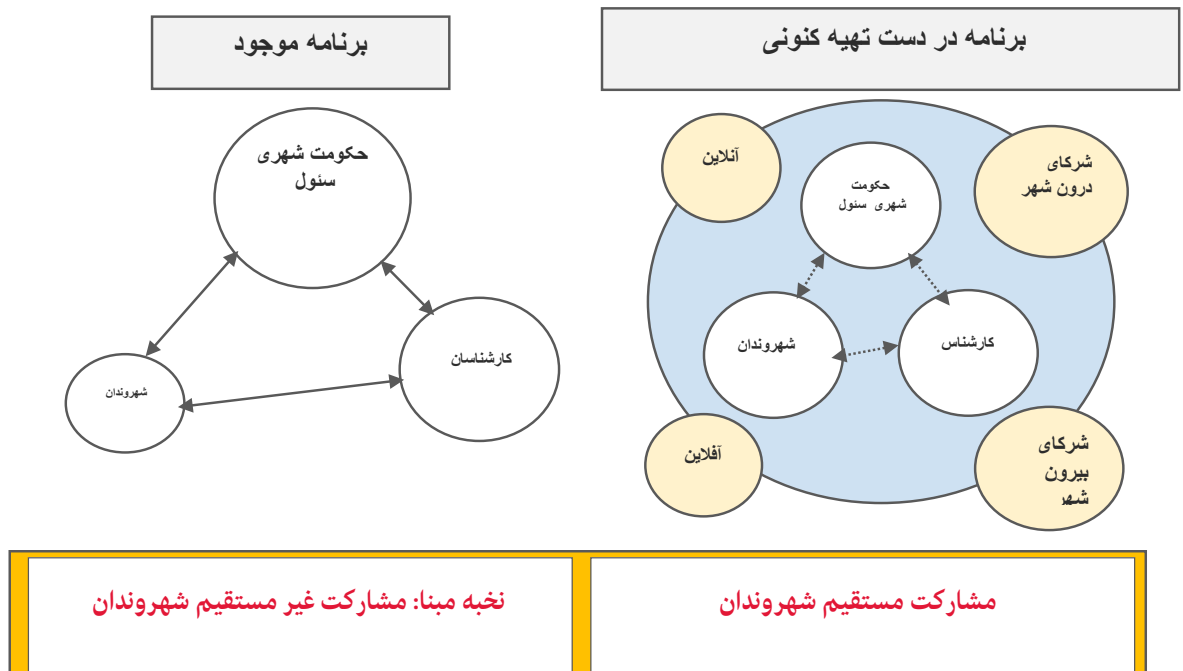 برنامه در دست تهیه کنونی
برنامه موجود
آنلاین
شرکای
درون شهر
حکومت
شهری سئول
شهروندان
کارشناس
آفلاین
شرکای
بیرون
شهر
حکومت شهری
سئول
کارشناسان
شهروندان
مشارکت مستقیم شهروندان
نخبه مبنا: مشارکت غیر مستقیم شهروندان